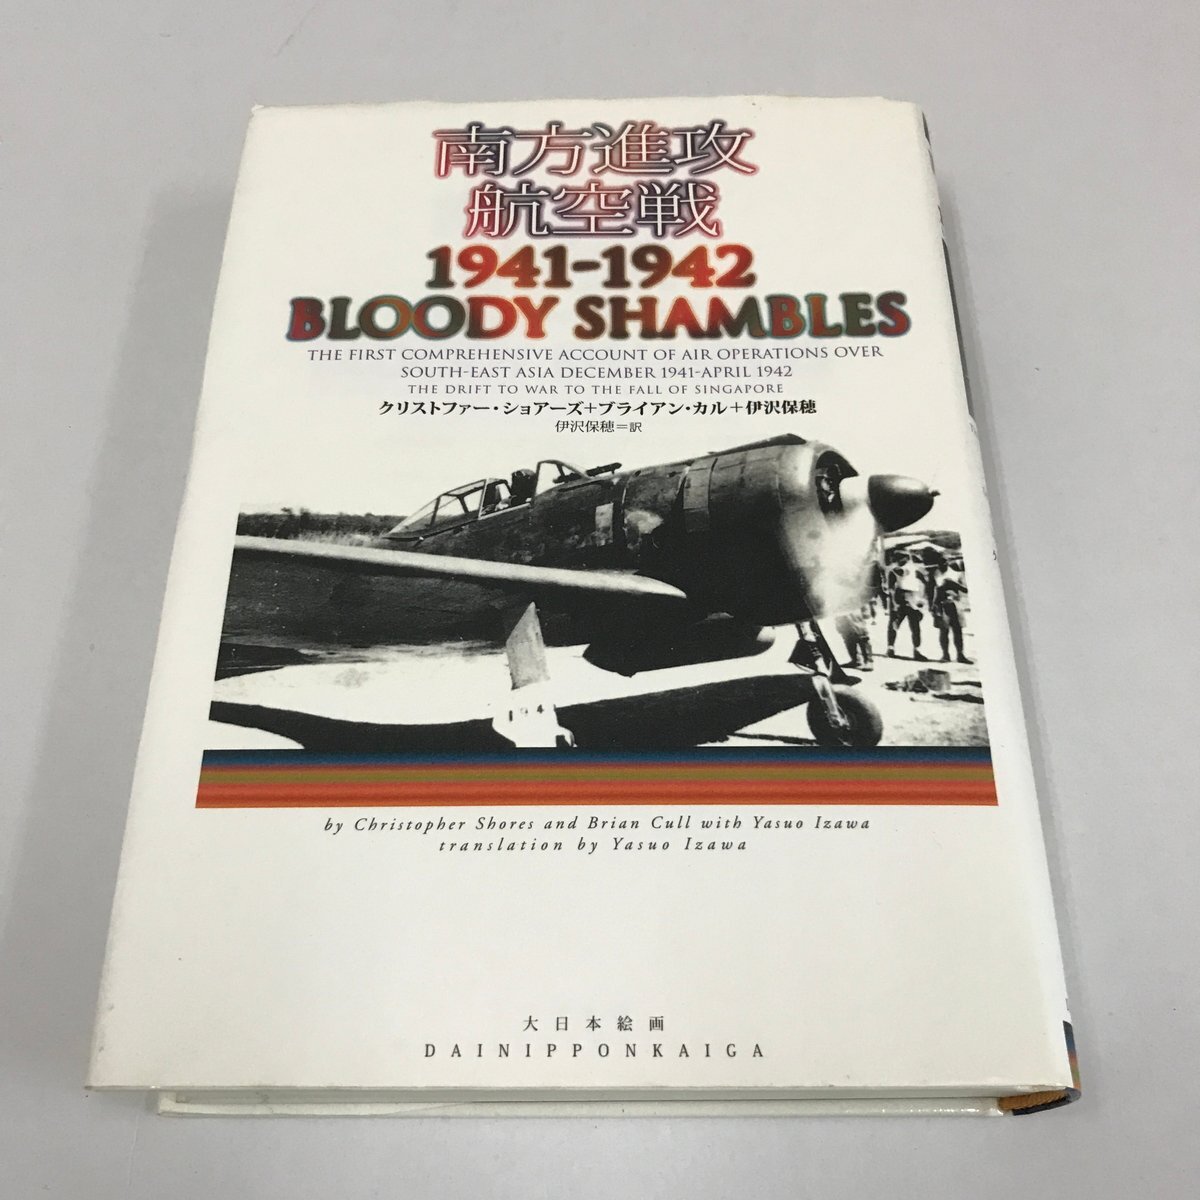 南方進攻
航空戦
1941-1942
BLOODY SHAMBLES
THE FIRST COMPREHENSIVE ACCOUNT OF AIR OPERATIONS OVER
SOUTH-EAST ASIA DECEMBER 1941-APRIL 1942
THE DRIFT TO WAR TO THE FALL OF SINGAPORE
クリストファー・ショアーズ+ブライアン・カル+伊沢保穂
伊沢保穂=訳
194
by Christopher Shores and Brian Cull with Yasuo Izawa
translation by Yasuo Izawa
大日本絵画
DAINIPPONKAIGA